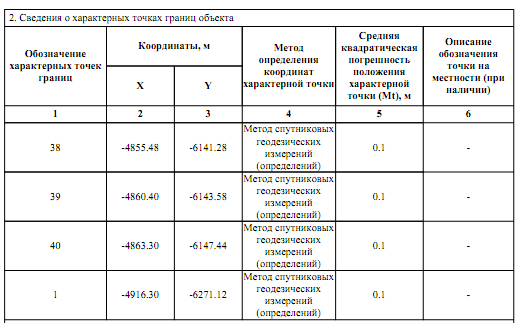 2. Сведения о характерных точках границ объекта
Обозначение
характерных точек
границ
Координаты, м
X
Y
Метод
определения
координат
характерной точки
Средняя
квадратическая
погрешность
положения
характерной
точки (Mt), м
Описание
обозначения
точки на
местности (при
наличии)
1 2 3 4 5 6
Метод спутниковых
38 -4855.48 -6141.28 геодезических 0.1 -
измерений
(определений)
Метод спутниковых
39 -4860.40 -6143.58 геодезических 0.1 -
измерений
(определений)
Метод спутниковых
40 -4863.30 -6147.44 геодезических 0.1 -
измерений
(определений)
Метод спутниковых
1 -4916.30 -6271.12 геодезических 0.1 -
измерений
(определений)